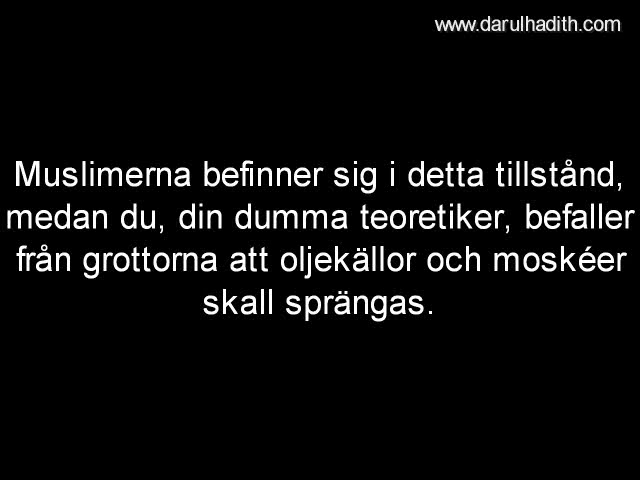 www.darulhadith.com
Muslimerna befinner sig i detta tillstånd,
medan du, din dumma teoretiker, befaller
från grottorna att oljekällor och moskéer
skall sprängas.